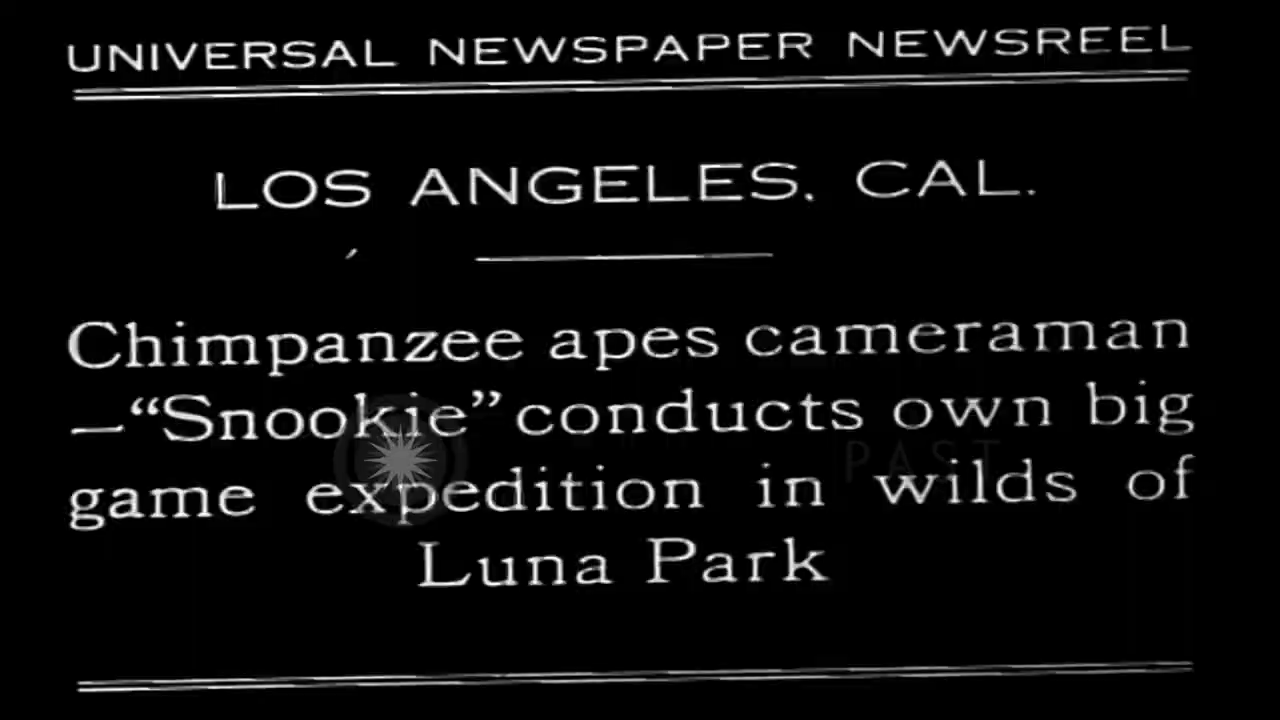 UNIVERSAL NEWSPAPER NEWSREEL
LOS ANGELES, CAL.
Chimpanzee apes cameraman
—“Snookie” conducts own big
game expedition in wilds of
Luna Park
PAST